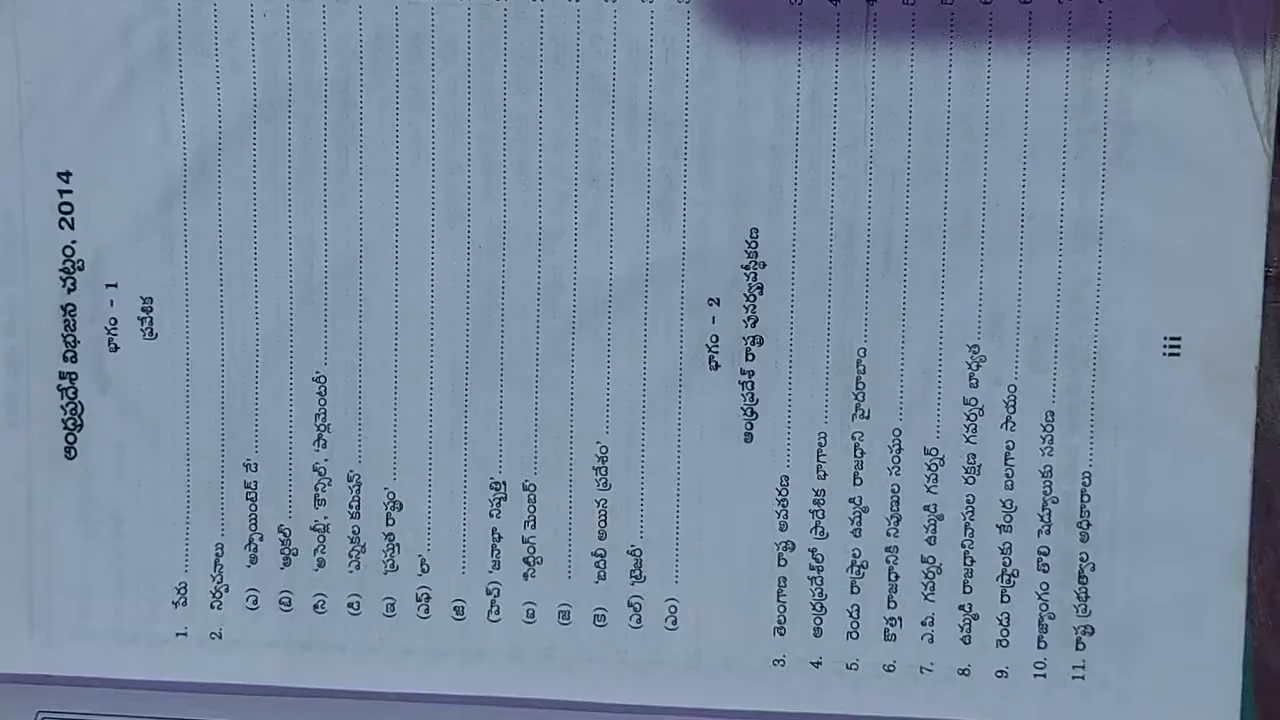 ఆంధ్రప్రదేశ్ విభజన చట్టం, 2014
భాగం - 1
ప్రవేశిక
1. పేరు
2. నిర్వచనాలు
(ఎ) 'అప్పాయింటెడ్ డే'
(బి) 'ఆర్టికల్'
(సి) 'అసెంబ్లీ' 'కౌన్సిల్' 'పార్లమెంటరీ'
(డి) 'ఎన్నికల కమిషన్'
(ఇ) 'ప్రస్తుత రాష్ట్రం'
(ఎఫ్) 'లా'
(జి)
(హెచ్) 'జనాభా నిష్పత్తి'
(ఐ) 'సిట్టింగ్ మెంబర్'
(జె)
(కె) 'బదిలీ అయిన ప్రదేశం'
(ఎల్) 'ట్రెజరీ'
(ఎం)
భాగం - 2
ఆంధ్రప్రదేశ్ రాష్ట్ర పునర్వ్యవస్థీకరణ
3. తెలంగాణ రాష్ట్ర అవతరణ
4. ఆంధ్రప్రదేశ్‌లో ప్రాదేశిక భాగాలు
5. రెండు రాష్ట్రాల ఉమ్మడి రాజధాని హైదరాబాద్
6. కొత్త రాజధానికి నిపుణుల సంఘం
7. ఎ.పి. గవర్నర్ ఉమ్మడి గవర్నర్
8. ఉమ్మడి రాజధానివాసుల రక్షణ గవర్నర్ బాధ్యత
9. రెండు రాష్ట్రాలకు కేంద్ర బలగాల సాయం
10. రాజ్యాంగం తొలి షెడ్యూలుకు సవరణ
11. రాష్ట్ర ప్రభుత్వాల అధికారాలు
iii